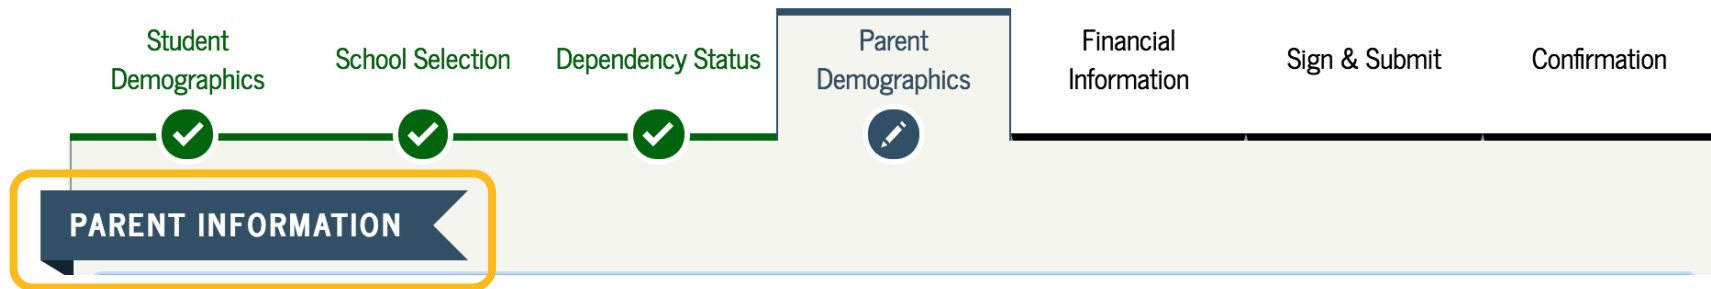 Student
Demographics
School Selection
Dependency Status
Parent
Demographics
Financial
Information
Sign & Submit
Confirmation
PARENT INFORMATION